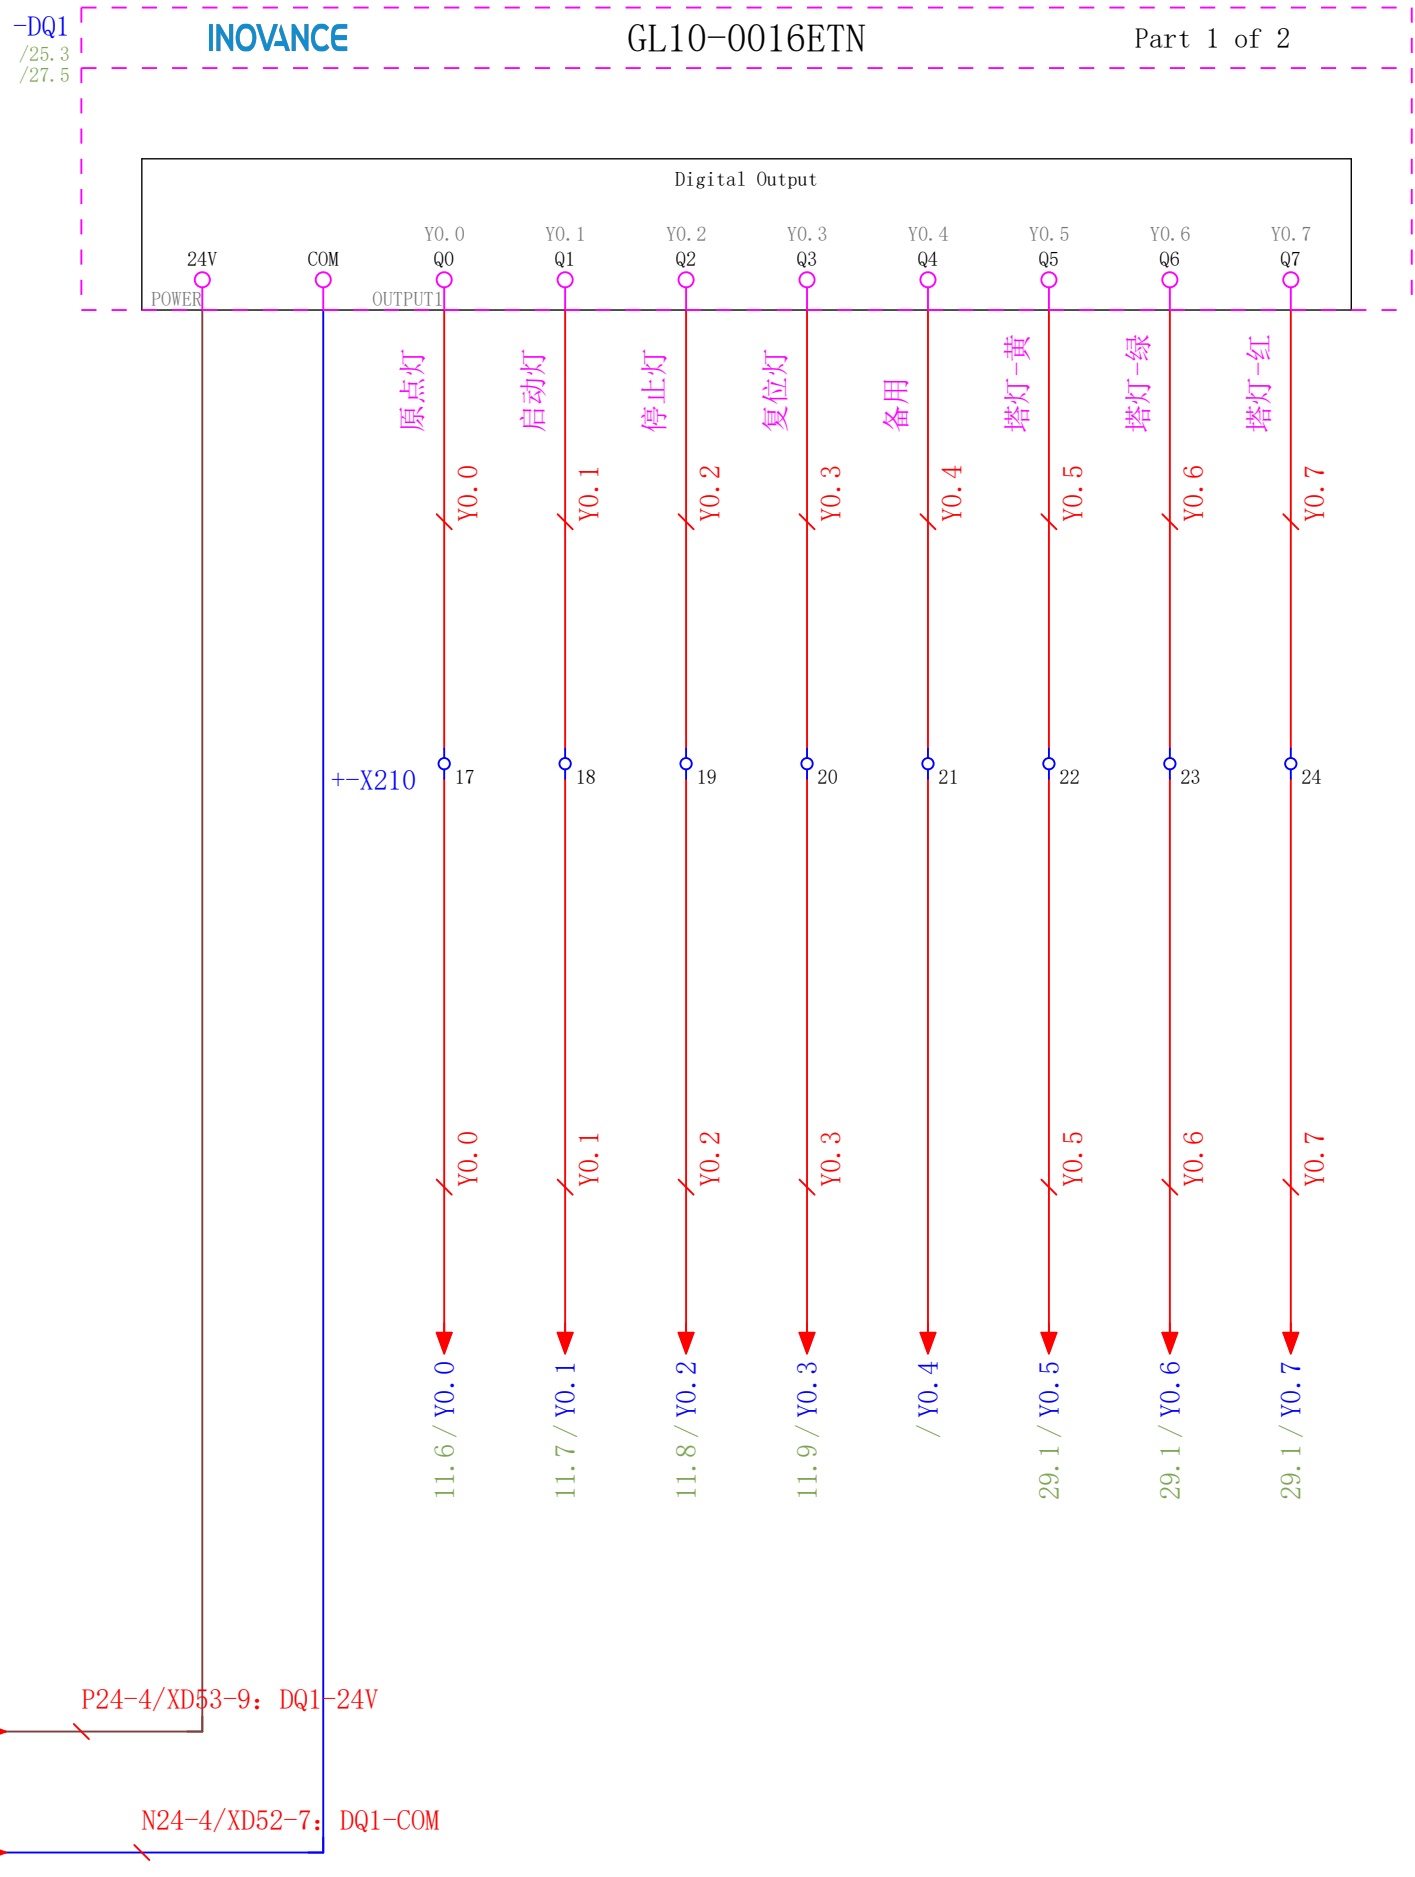 -DQ1
/25.3
/27.5
INOVANCE
GL10-0016ETN
Part 1 of 2
Digital Output
Y0.0 Y0.1 Y0.2 Y0.3 Y0.4 Y0.5 Y0.6 Y0.7
24V COM Q0 Q1 Q2 Q3 Q4 Q5 Q6 Q7
POWER OUTPUT1
原点灯
启动灯
停止灯
复位灯
备用
塔灯-黄
塔灯-绿
塔灯-红
Y0.0
Y0.1
Y0.2
Y0.3
Y0.4
Y0.5
Y0.6
Y0.7
+-X210 17 18 19 20 21 22 23 24
Y0.0
Y0.1
Y0.2
Y0.3
Y0.5
Y0.6
Y0.7
11.6/Y0.0
11.7/Y0.1
11.8/Y0.2
11.9/Y0.3
/Y0.4
29.1/Y0.5
29.1/Y0.6
29.1/Y0.7
P24-4/XD53-9: DQ1-24V
N24-4/XD52-7: DQ1-COM